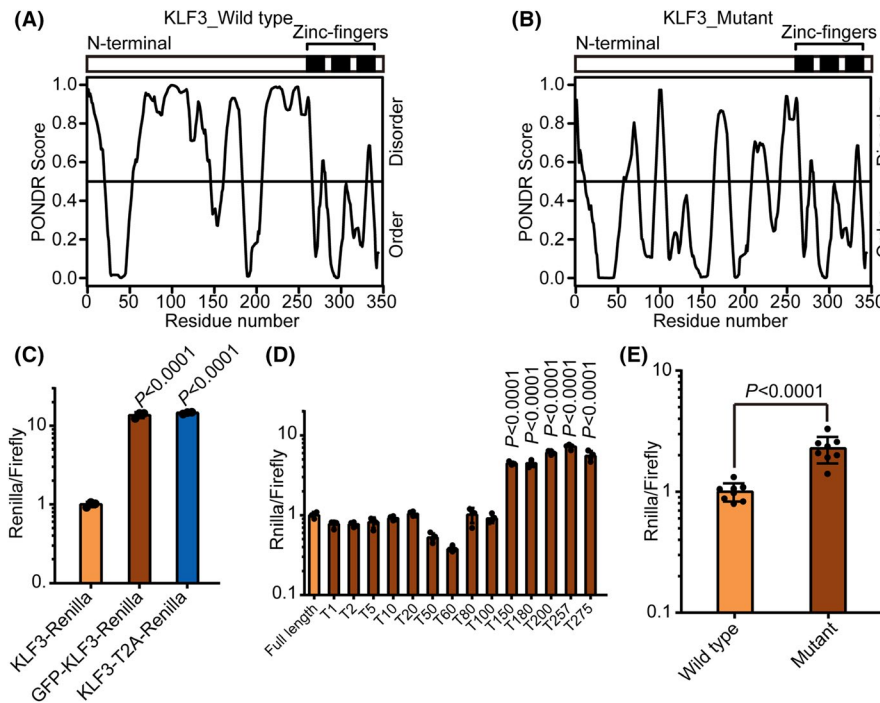 (A) KLF3_Wild type
N-terminal Zinc-fingers
1.0
0.8
0.6
0.4
0.2
0.0
PONDR Score
Disorder
Order
0 50 100 150 200 250 300 350
Residue number
(B) KLF3_Mutant
N-terminal Zinc-fingers
1.0
0.8
0.6
0.4
0.2
0.0
PONDR Score
0 50 100 150 200 250 300 350
Residue number
(C)
P<0.0001
P<0.0001
10
1
0.
Renilla/Firefly
KLF3-Renilla
GFP-KLF3-Renilla
KLF3-T2A-Renilla
(D)
P<0.0001
P<0.0001
P<0.0001
P<0.0001
P<0.0001
10
1
0.1
Rnilla/Firefly
Full length
T1
T2
T5
T10
T20
T50
T60
T80
T100
T150
T180
T200
T257
T275
(E)
P<0.0001
10
1
0.1
Rnilla/Firefly
Wild type
Mutant